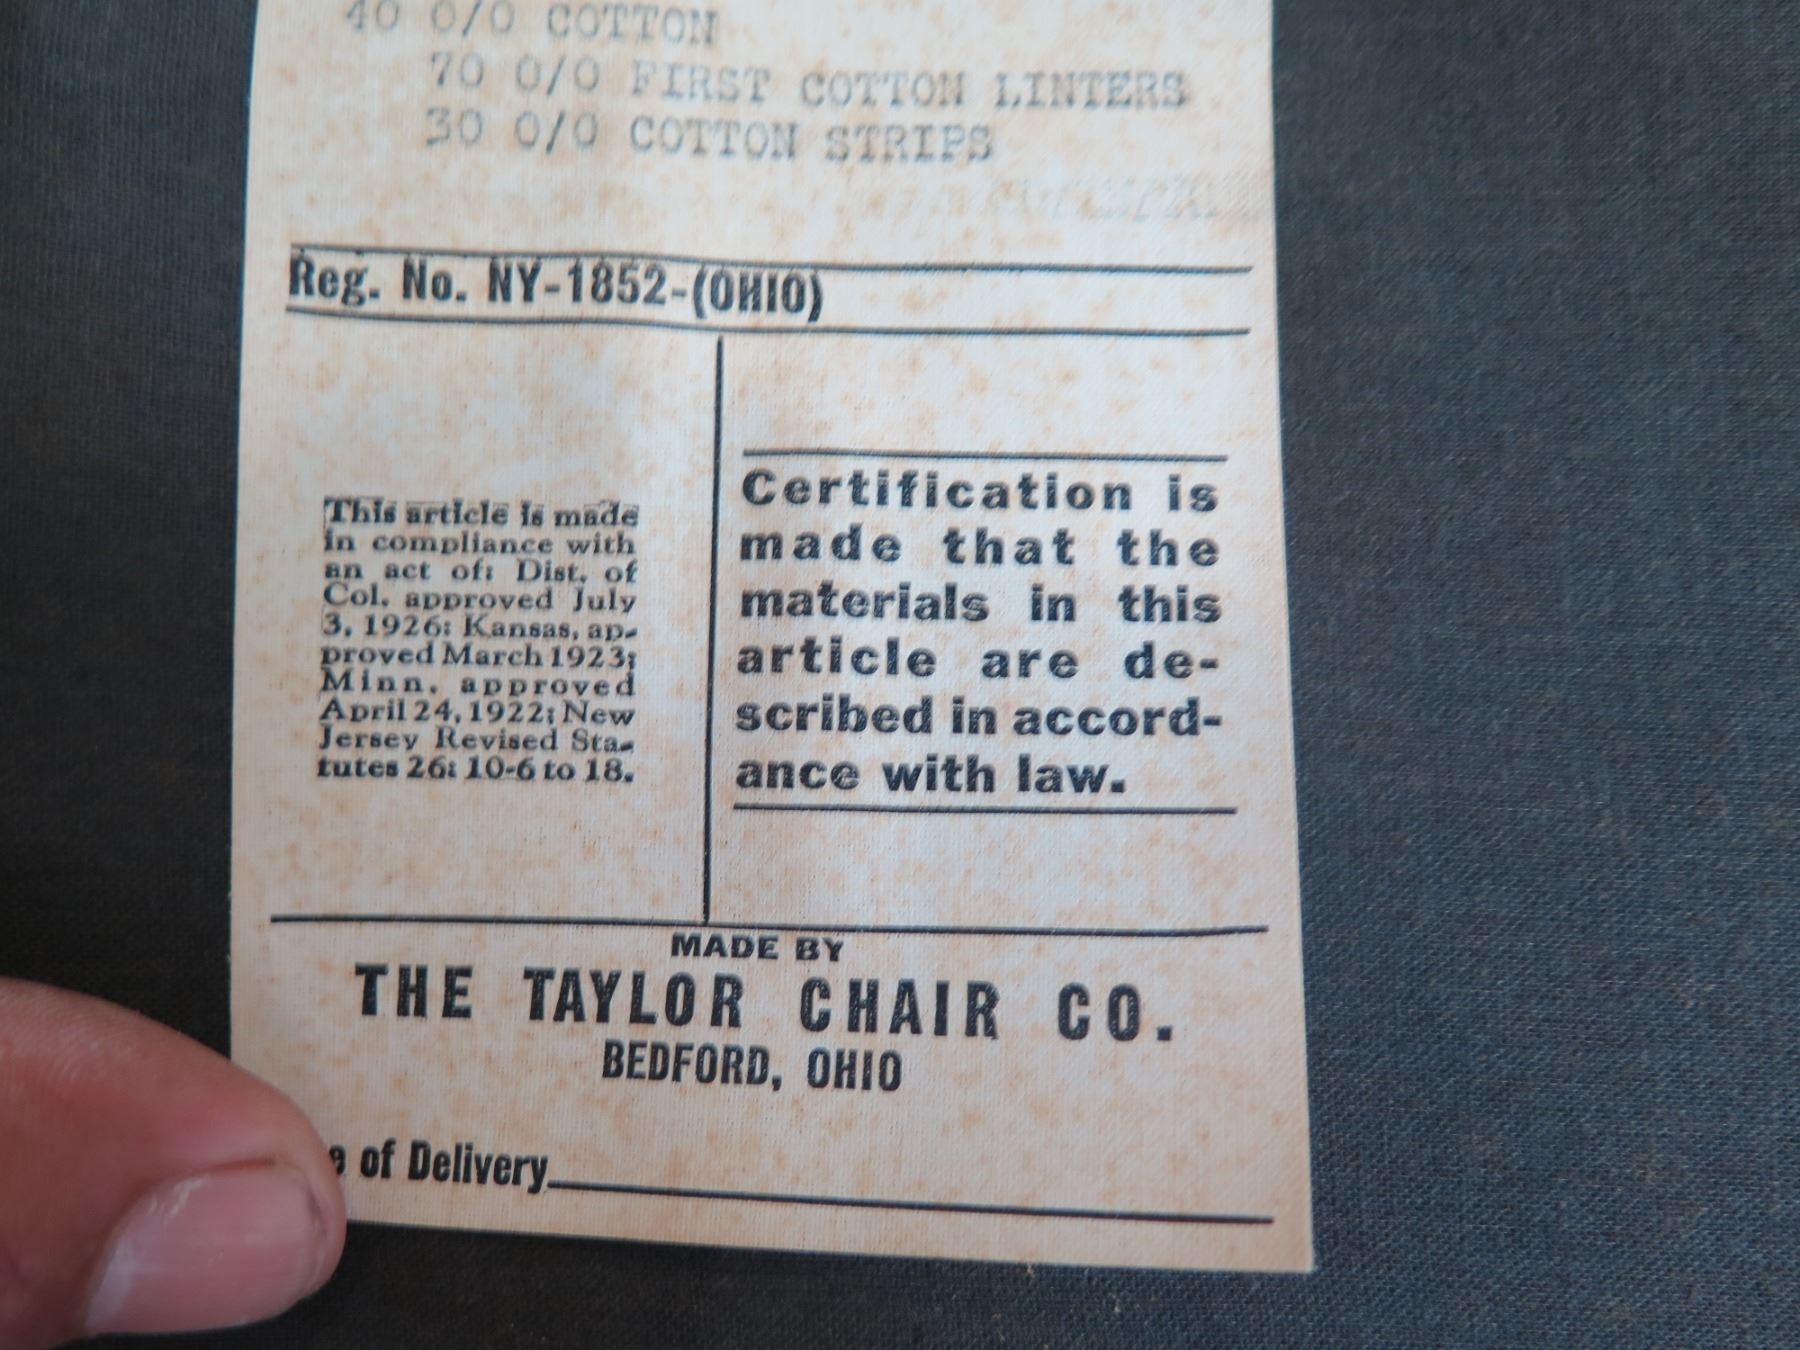 40 0/0 COTTON
70 0/0 FIRST COTTON LINTERS
30 0/0 COTTON STRIPS
Reg. No. NY-1852-(OHIO)
This article is made
in compliance with
an act of: Dist. of
Col. approved July
3, 1926: Kansas, ap-
proved March 1923;
Minn. approved
April 24, 1922; New
Jersey Revised Sta-
tutes 26: 10-6 to 18.
Certification is
made that the
materials in this
article are de-
scribed in accord-
ance with law.
MADE BY
THE TAYLOR CHAIR CO.
BEDFORD, OHIO
of Delivery